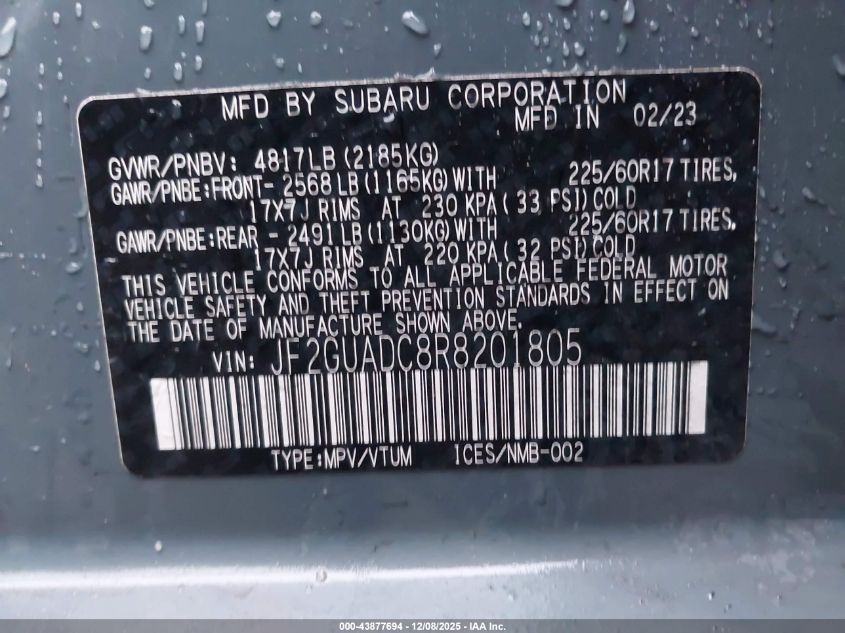 MFD BY SUBARU CORPORATION
MFD IN 02/23
GVWR/PNBV: 4817LB (2185KG)
GAWR/PNBE:FRONT- 2568 LB (1165KG) WITH 225/60R17 TIRES,
17X7J RIMS AT 230 KPA ( 33 PSI) COLD
GAWR/PNBE:REAR - 2491 LB (1130KG) WITH 225/60R17 TIRES,
17X7J RIMS AT 220 KPA ( 32 PSI) COLD
THIS VEHICLE CONFORMS TO ALL APPLICABLE FEDERAL MOTOR
VEHICLE SAFETY AND THEFT PREVENTION STANDARDS IN EFFECT ON
THE DATE OF MANUFACTURE SHOWN ABOVE.
VIN: JF2GUADC8R8201805
TYPE:MPV/VTUM ICES/NMB-002
000-43877694 - 12/08/2025 - IAA Inc.